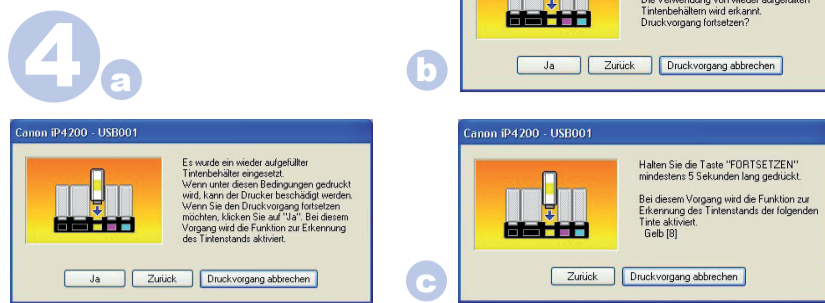 4 a
Canon iP4200 - USB001
Es wurde ein wieder aufgefüllter
Tintenbehälter eingesetzt.
Wenn unter diesen Bedingungen gedruckt
wird, kann der Drucker beschädigt werden.
Wenn Sie den Druckvorgang fortsetzen
möchten, klicken Sie auf "Ja". Bei diesem
Vorgang wird die Funktion zur Erkennung
des Tintenstands aktiviert.
Ja Zurück Druckvorgang abbrechen
b
Die Verwendung von wieder aufgefüllten
Tintenbehältern wird erkannt.
Druckvorgang fortsetzen?
Ja Zurück Druckvorgang abbrechen
c
Canon iP4200 - USB001
Halten Sie die Taste "FORTSETZEN"
mindestens 5 Sekunden lang gedrückt.
Bei diesem Vorgang wird die Funktion zur
Erkennung des Tintenstands der folgenden
Tinte aktiviert.
Gelb [8]
Zurück Druckvorgang abbrechen